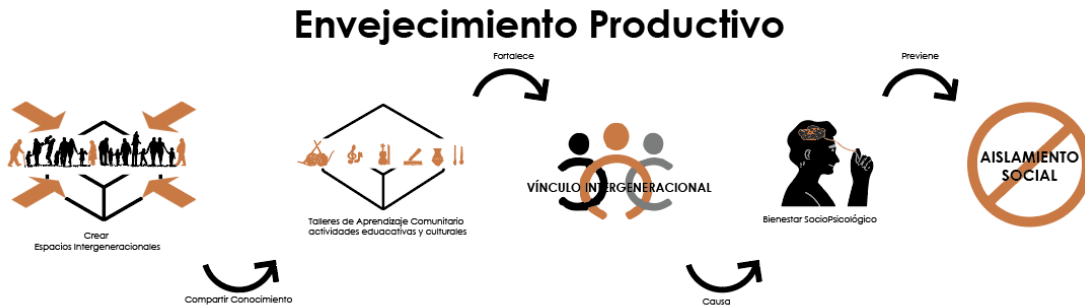 Envejecimiento Productivo
Crear
Espacios Intergeneracionales
Compartir Conocimiento
Talleres de Aprendizaje Comunitario
actividades eduacativas y culturales
Fortalece
VÍNCULO INTERGENERACIONAL
Causa
Bienestar SocioPsicológico
Previene
AISLAMIENTO
SOCIAL